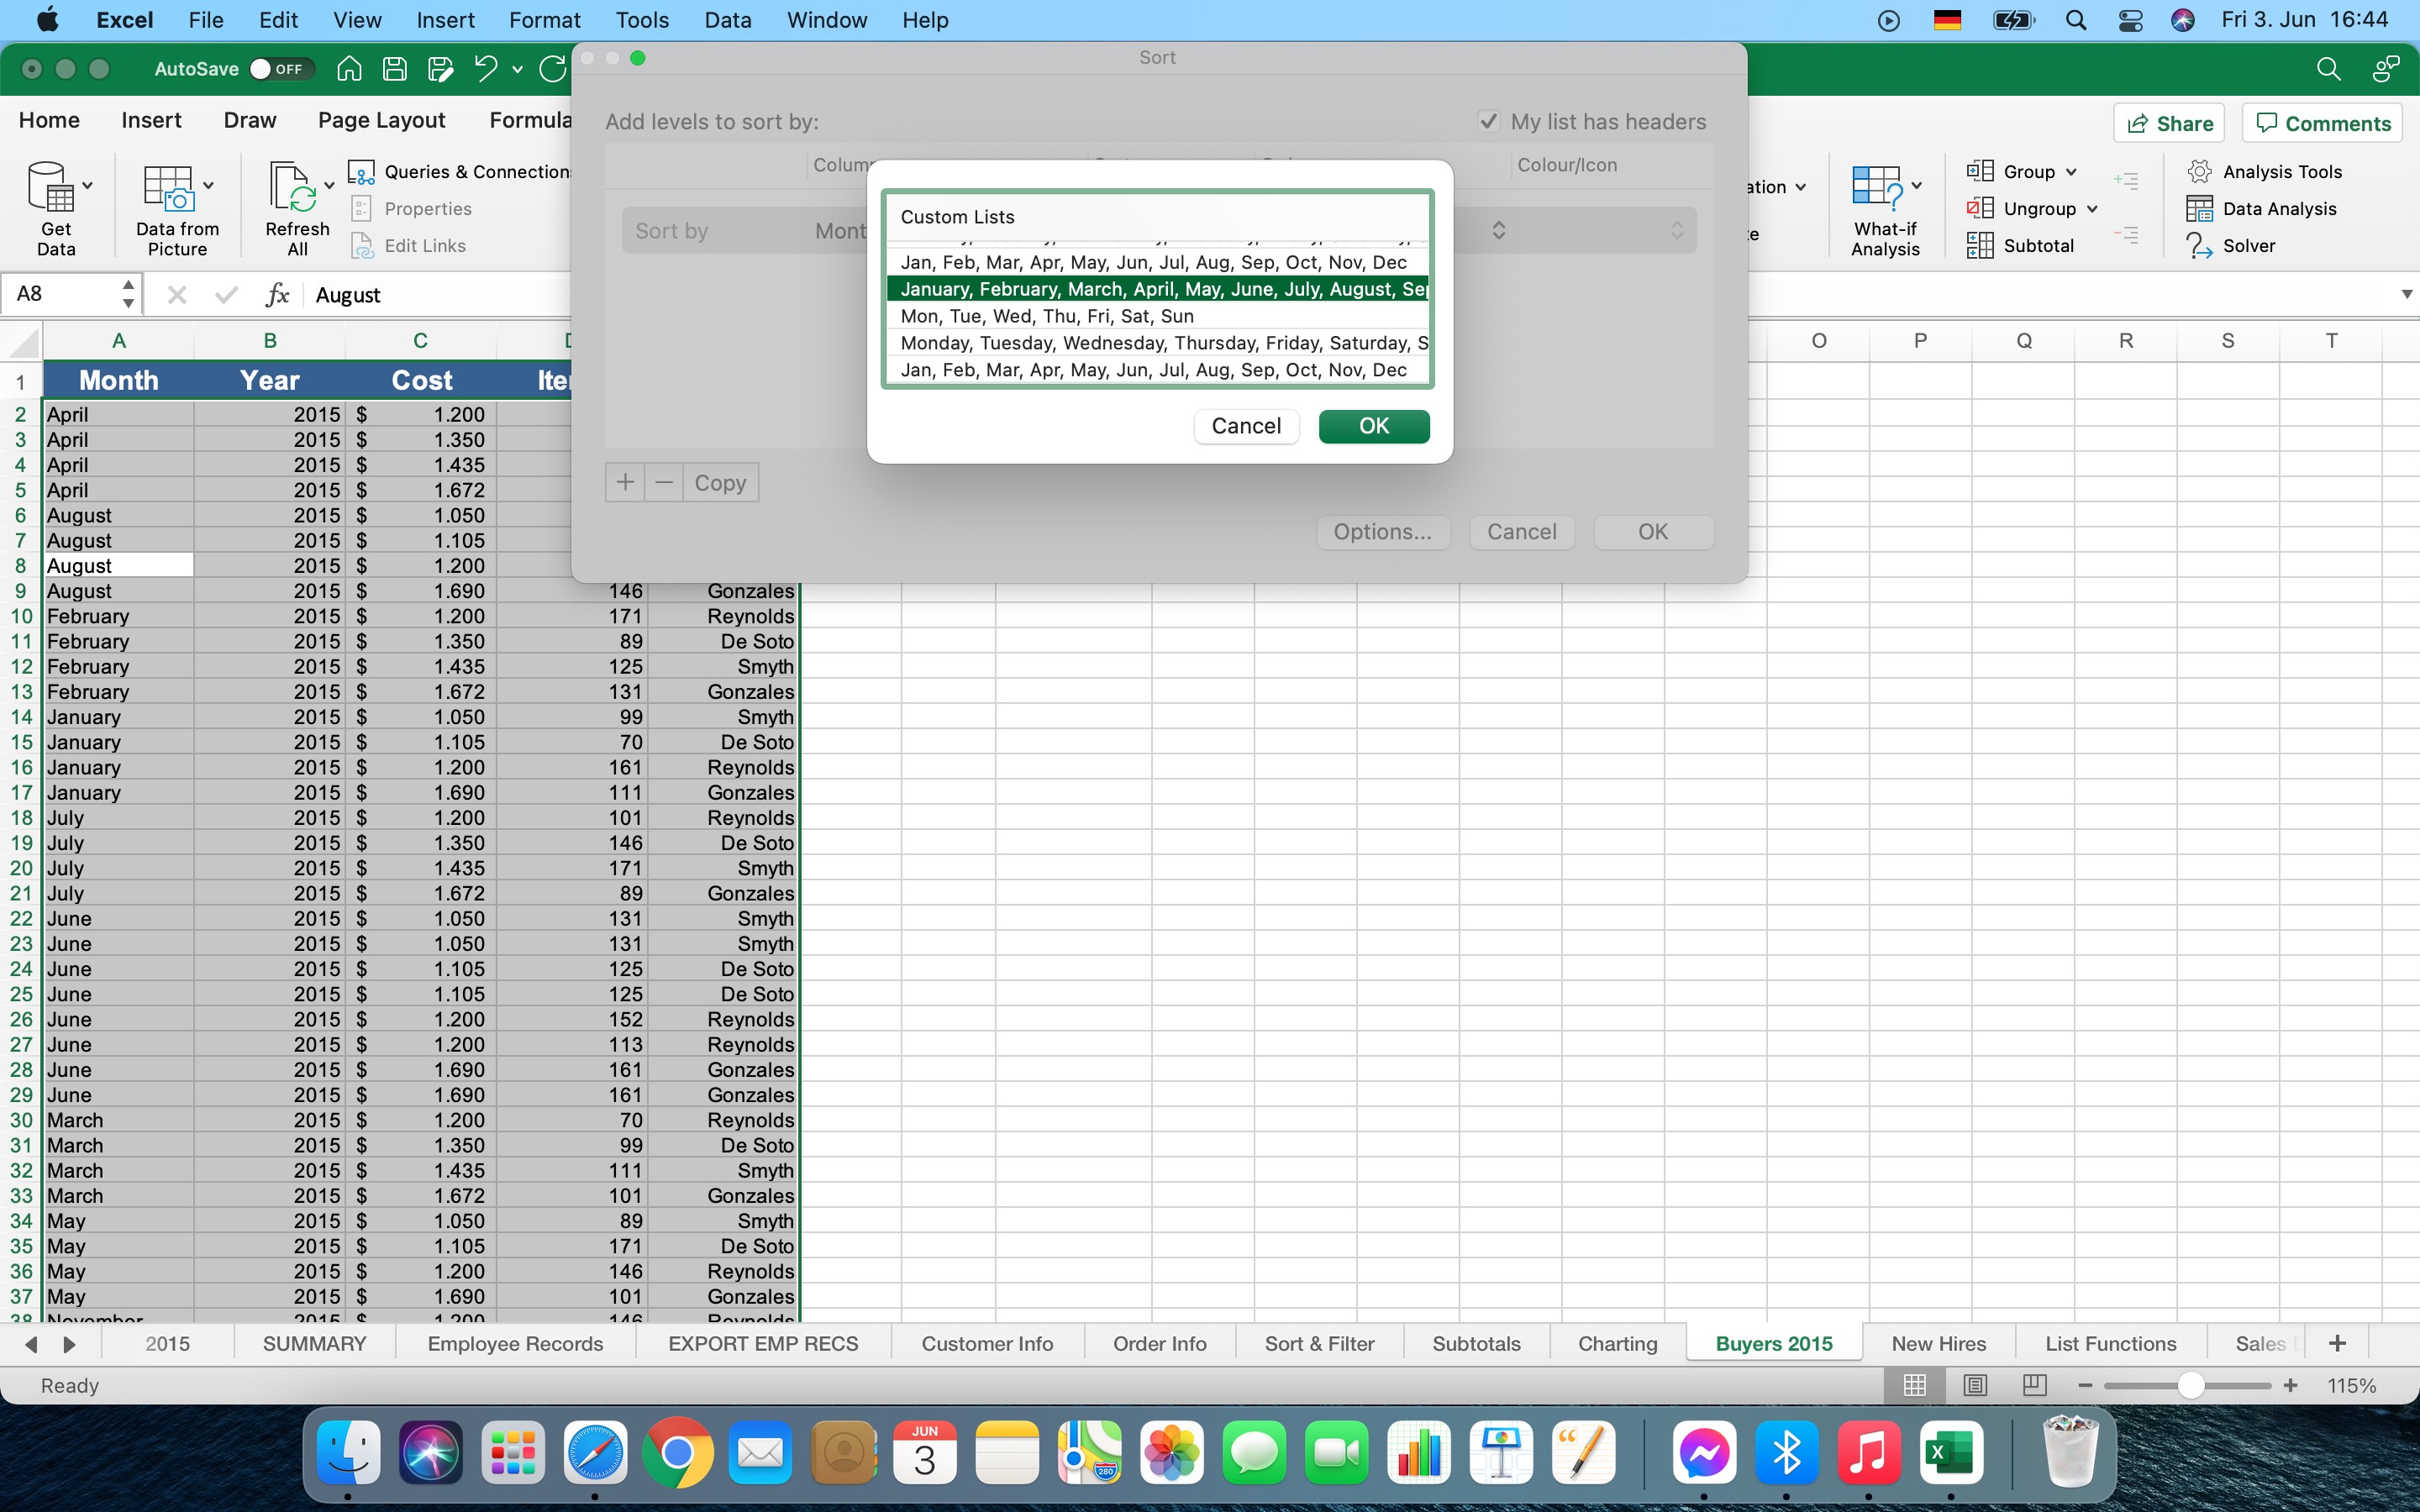 Excel File Edit View Insert Format Tools Data Window Help Fri 3. Jun 16:44
AutoSave OFF
Sort
Home Insert Draw Page Layout Formula
Share Comments
Get Data
Data from Picture
Refresh All
Queries & Connection
Properties
Edit Links
What-if Analysis
Group
Ungroup
Subtotal
Analysis Tools
Data Analysis
Solver
Add levels to sort by:
My list has headers
Colum Colour/Icon
Sort by Mont
Custom Lists
Jan, Feb, Mar, Apr, May, Jun, Jul, Aug, Sep, Oct, Nov, Dec
January, February, March, April, May, June, July, August, Sep
Mon, Tue, Wed, Thu, Fri, Sat, Sun
Monday, Tuesday, Wednesday, Thursday, Friday, Saturday, S
Jan, Feb, Mar, Apr, May, Jun, Jul, Aug, Sep, Oct, Nov, Dec
Cancel OK
+ − Copy
Options... Cancel OK
A8 fx August
A B C D O P Q R S T
1 Month Year Cost Ite
2 April 2015 $ 1.200
3 April 2015 $ 1.350
4 April 2015 $ 1.435
5 April 2015 $ 1.672
6 August 2015 $ 1.050
7 August 2015 $ 1.105
8 August 2015 $ 1.200
9 August 2015 $ 1.690 146 Gonzales
10 February 2015 $ 1.200 171 Reynolds
11 February 2015 $ 1.350 89 De Soto
12 February 2015 $ 1.435 125 Smyth
13 February 2015 $ 1.672 131 Gonzales
14 January 2015 $ 1.050 99 Smyth
15 January 2015 $ 1.105 70 De Soto
16 January 2015 $ 1.200 161 Reynolds
17 January 2015 $ 1.690 111 Gonzales
18 July 2015 $ 1.200 101 Reynolds
19 July 2015 $ 1.350 146 De Soto
20 July 2015 $ 1.435 171 Smyth
21 July 2015 $ 1.672 89 Gonzales
22 June 2015 $ 1.050 131 Smyth
23 June 2015 $ 1.050 131 Smyth
24 June 2015 $ 1.105 125 De Soto
25 June 2015 $ 1.105 125 De Soto
26 June 2015 $ 1.200 152 Reynolds
27 June 2015 $ 1.200 113 Reynolds
28 June 2015 $ 1.690 161 Gonzales
29 June 2015 $ 1.690 161 Gonzales
30 March 2015 $ 1.200 70 Reynolds
31 March 2015 $ 1.350 99 De Soto
32 March 2015 $ 1.435 111 Smyth
33 March 2015 $ 1.672 101 Gonzales
34 May 2015 $ 1.050 89 Smyth
35 May 2015 $ 1.105 171 De Soto
36 May 2015 $ 1.200 146 Reynolds
37 May 2015 $ 1.690 101 Gonzales
38 November 2015 $ 1.200 146 Reynolds
2015 SUMMARY Employee Records EXPORT EMP RECS Customer Info Order Info Sort & Filter Subtotals Charting Buyers 2015 New Hires List Functions Sales +
Ready 115%
JUN
3
280
X